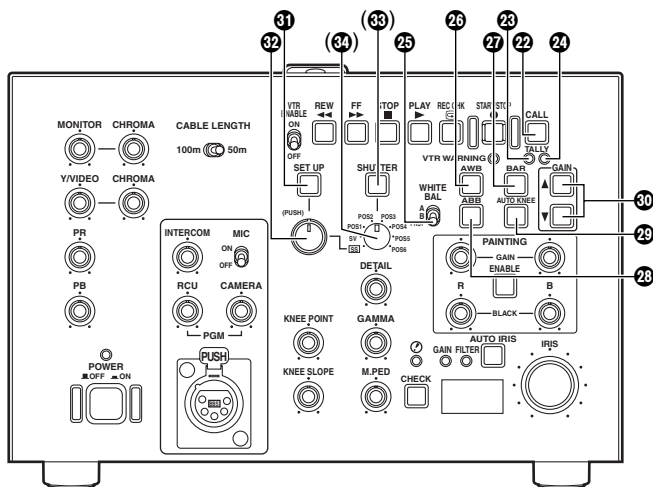 31 (33) 26 23
32 (34) 25 27 22 24
VTR ENABLE ON OFF
REW FF STOP PLAY REC CHK START/STOP CALL
MONITOR CHROMA CABLE LENGTH
100m 50m
VTR WARNING TALLY
SET UP SHUTTER AWB BAR GAIN
WHITE BAL
A
B
ABB AUTO KNEE
30
29
28
Y/VIDEO CHROMA
(PUSH)
POS2 POS3
POS1 POS4
SV POS5
SS POS6
INTERCOM MIC
ON
OFF
PAINTING
GAIN
ENABLE
PR
DETAIL
RCU CAMERA
PGM
R B
BLACK
PB
KNEE POINT GAMMA
AUTO IRIS
GAIN FILTER
IRIS
POWER
OFF ON
PUSH
KNEE SLOPE M.PED
CHECK